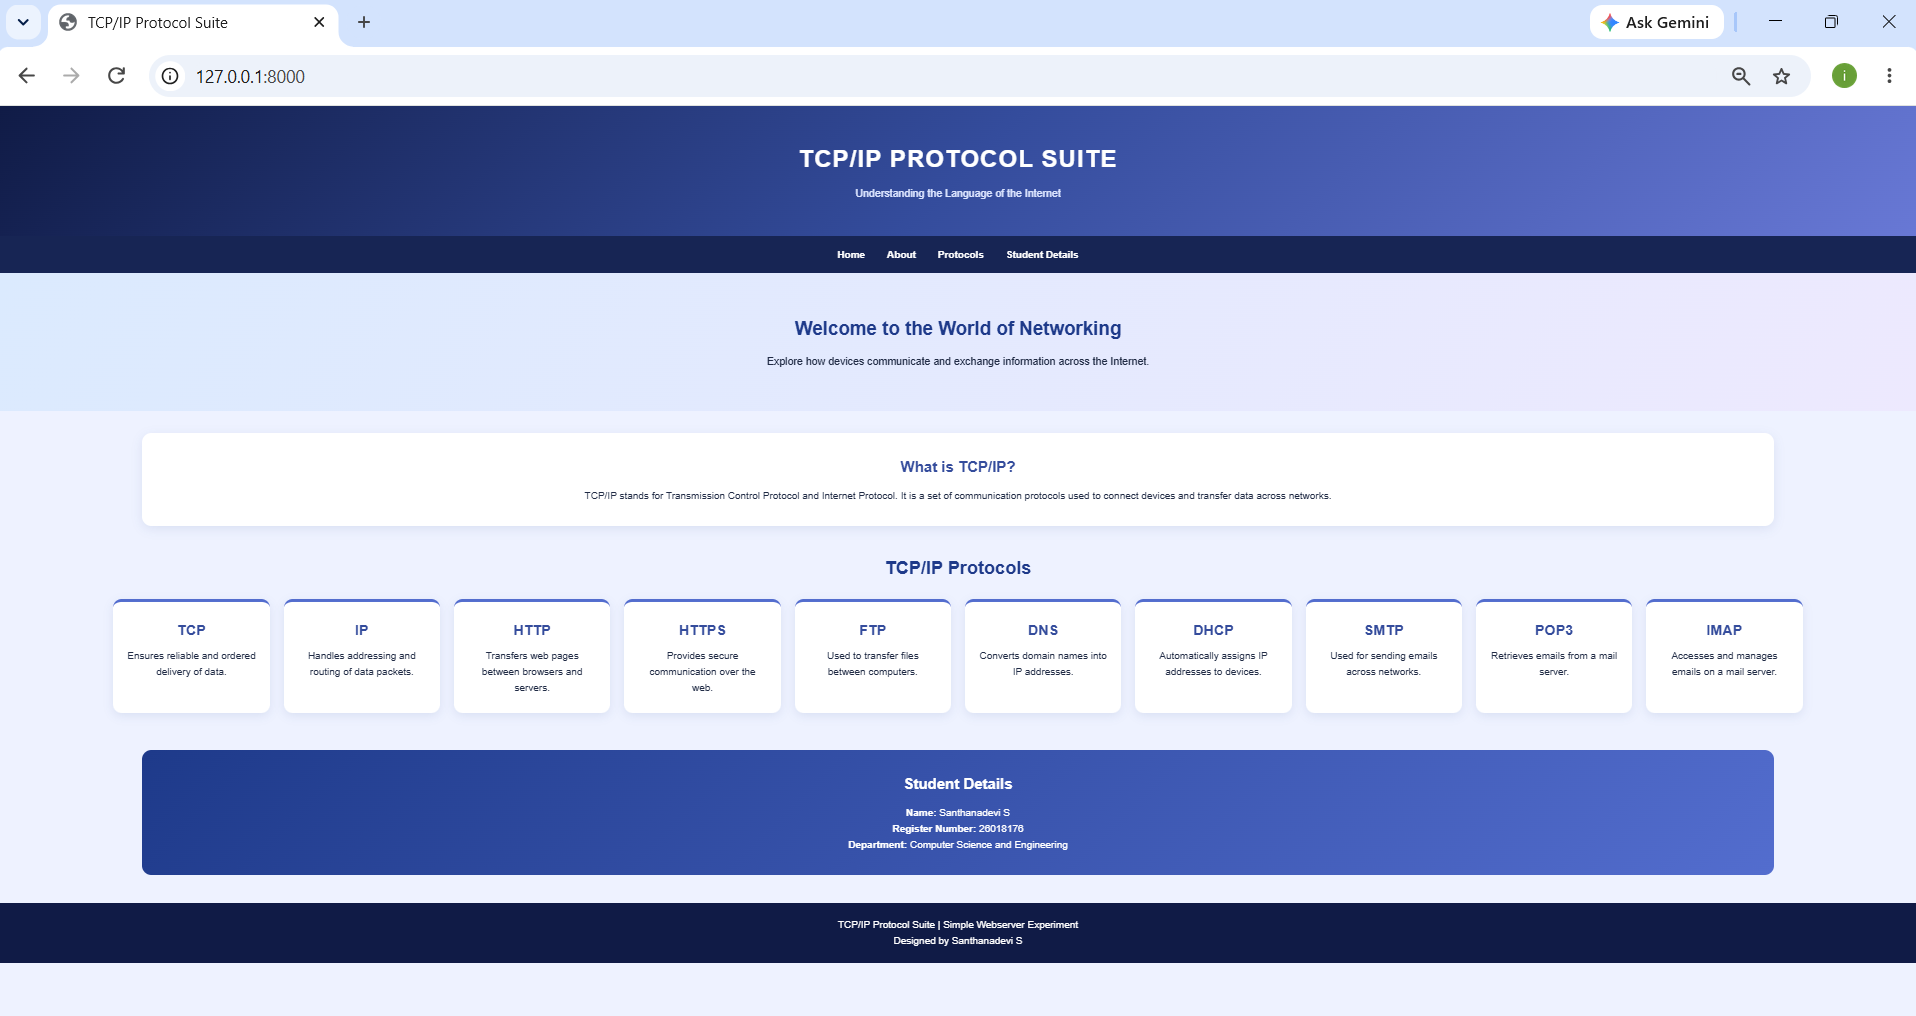 TCP/IP Protocol Suite
Ask Gemini
127.0.0.1:8000
i
TCP/IP PROTOCOL SUITE
Understanding the Language of the Internet
Home About Protocols Student Details
Welcome to the World of Networking
Explore how devices communicate and exchange information across the Internet.
What is TCP/IP?
TCP/IP stands for Transmission Control Protocol and Internet Protocol. It is a set of communication protocols used to connect devices and transfer data across networks.
TCP/IP Protocols
TCP
Ensures reliable and ordered
delivery of data.
IP
Handles addressing and
routing of data packets.
HTTP
Transfers web pages
between browsers and
servers.
HTTPS
Provides secure
communication over the
web.
FTP
Used to transfer files
between computers.
DNS
Converts domain names into
IP addresses.
DHCP
Automatically assigns IP
addresses to devices.
SMTP
Used for sending emails
across networks.
POP3
Retrieves emails from a mail
server.
IMAP
Accesses and manages
emails on a mail server.
Student Details
Name: Santhanadevi S
Register Number: 26018176
Department: Computer Science and Engineering
TCP/IP Protocol Suite | Simple Webserver Experiment
Designed by Santhanadevi S